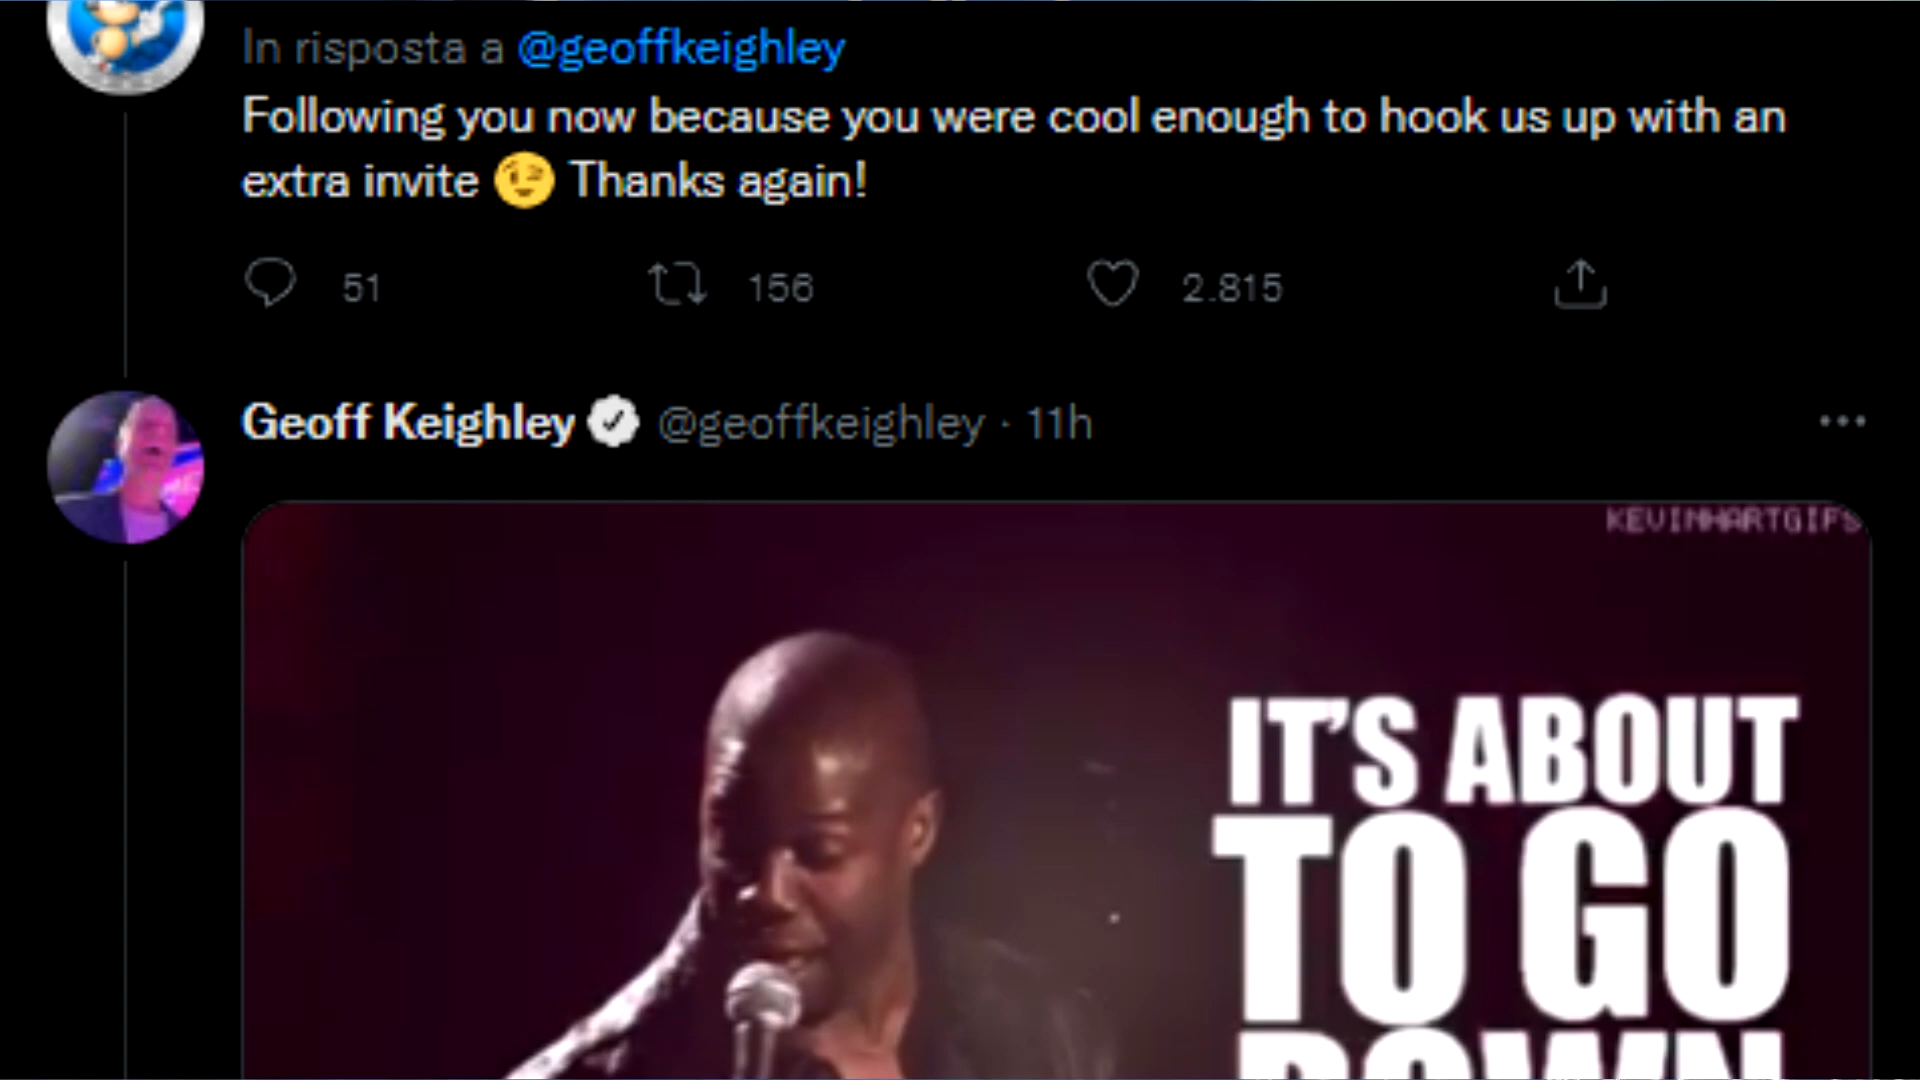 In risposta a @geoffkeighley
Following you now because you were cool enough to hook us up with an
extra invite 😉 Thanks again!
51 156 2.815
Geoff Keighley @geoffkeighley · 11h
KEVINHARTGIFS
IT'S ABOUT
TO GO
DOWN